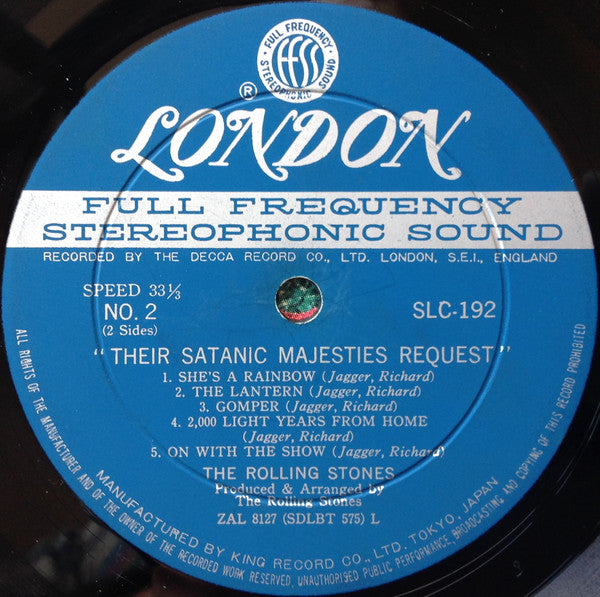 FULL FREQUENCY
ffss
STEREOPHONIC SOUND
®
LONDON
FULL FREQUENCY
STEREOPHONIC SOUND
RECORDED BY THE DECCA RECORD CO., LTD. LONDON, S.E.I., ENGLAND
SPEED 33⅓
NO. 2
(2 Sides)
SLC-192
"THEIR SATANIC MAJESTIES REQUEST"
1. SHE'S A RAINBOW (Jagger, Richard)
2. THE LANTERN (Jagger, Richard)
3. GOMPER (Jagger, Richard)
4. 2,000 LIGHT YEARS FROM HOME
(Jagger, Richard)
5. ON WITH THE SHOW (Jagger, Richard)
THE ROLLING STONES
Produced & Arranged by
The Rolling Stones
ZAL 8127 (SDLBT 575) L
MANUFACTURED BY KING RECORD CO., LTD. TOKYO, JAPAN
ALL RIGHTS OF THE MANUFACTURER AND OF THE OWNER OF THE RECORDED WORK RESERVED, UNAUTHORISED PUBLIC PERFORMANCE, BROADCASTING AND COPYING OF THIS RECORD PROHIBITED